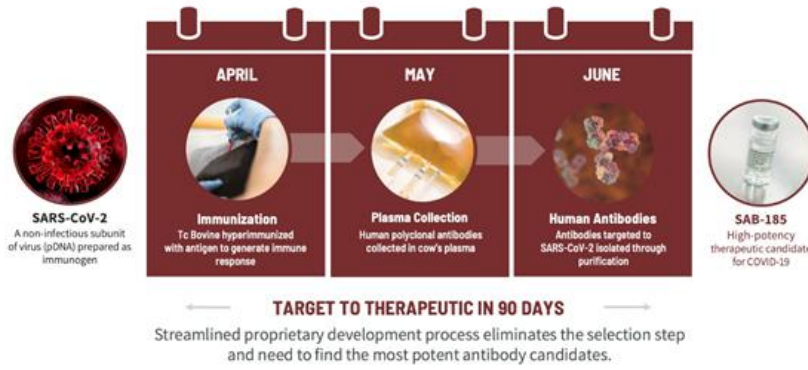 APRIL
MAY
JUNE
SARS-CoV-2
A non-infectious subunit
of virus (pDNA) prepared as
immunogen
Immunization
Tc Bovine hyperimmunized
with antigen to generate immune
response
Plasma Collection
Human polyclonal antibodies
collected in cow's plasma
Human Antibodies
Antibodies targeted to
SARS-CoV-2 isolated through
purification
SAB-185
High-potency
therapeutic candidate
for COVID-19
TARGET TO THERAPEUTIC IN 90 DAYS
Streamlined proprietary development process eliminates the selection step
and need to find the most potent antibody candidates.